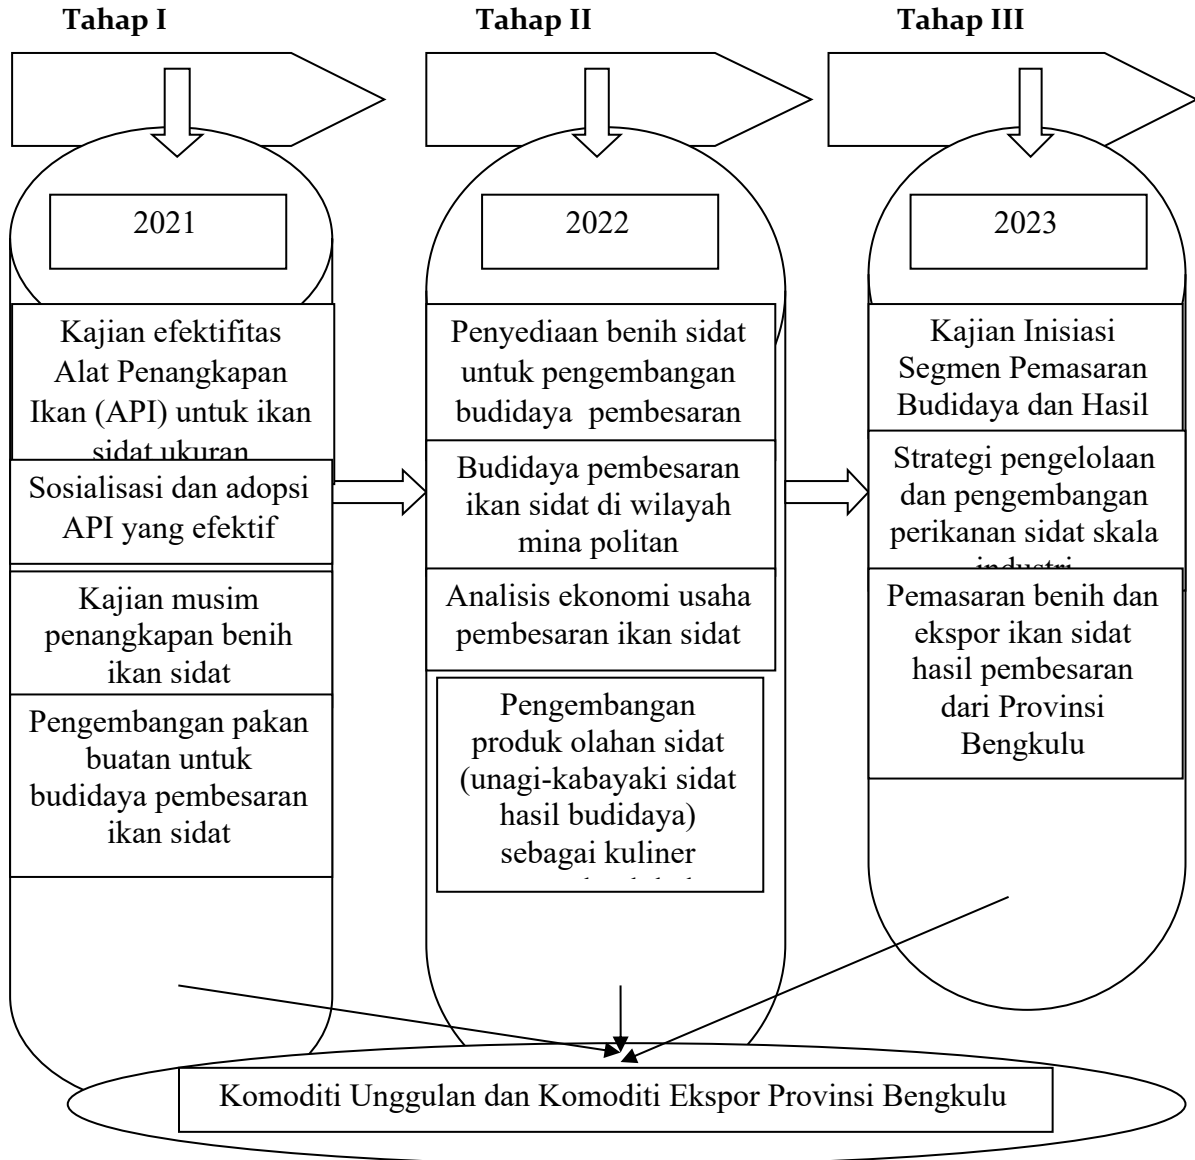 Tahap I
Tahap II
Tahap III
2021
Kajian efektifitas
Alat Penangkapan
Ikan (API) untuk ikan
sidat ukuran
Sosialisasi dan adopsi
API yang efektif
Kajian musim
penangkapan benih
ikan sidat
Pengembangan pakan
buatan untuk
budidaya pembesaran
ikan sidat
2022
Penyediaan benih sidat
untuk pengembangan
budidaya pembesaran
Budidaya pembesaran
ikan sidat di wilayah
mina politan
Analisis ekonomi usaha
pembesaran ikan sidat
Pengembangan
produk olahan sidat
(unagi-kabayaki sidat
hasil budidaya)
sebagai kuliner
2023
Kajian Inisiasi
Segmen Pemasaran
Budidaya dan Hasil
Strategi pengelolaan
dan pengembangan
perikanan sidat skala
industri
Pemasaran benih dan
ekspor ikan sidat
hasil pembesaran
dari Provinsi
Bengkulu
Komoditi Unggulan dan Komoditi Ekspor Provinsi Bengkulu